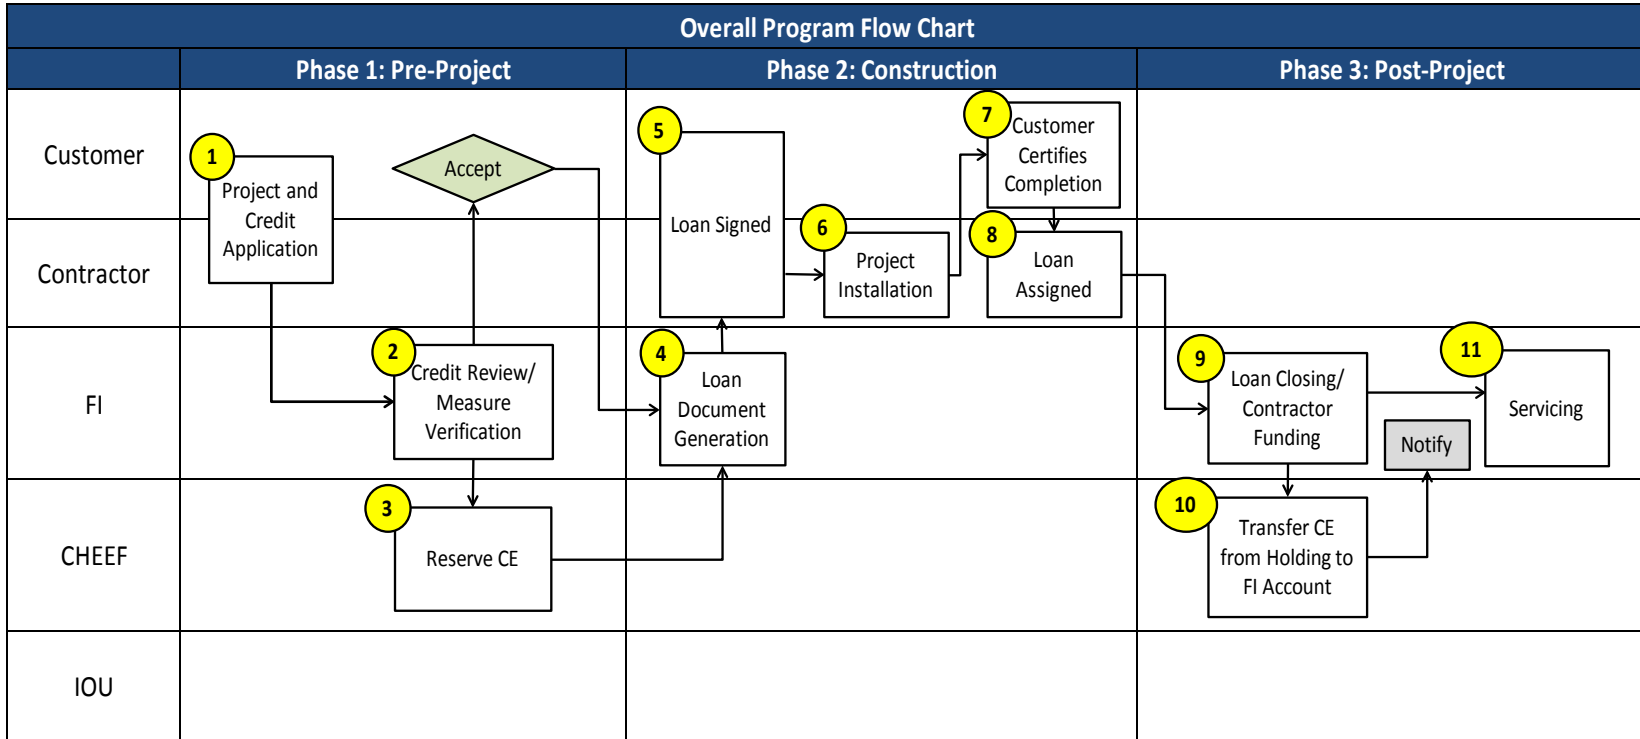 Overall Program Flow Chart
Phase 1: Pre-Project
Phase 2: Construction
Phase 3: Post-Project
Customer
1
Project and
Credit
Application
Accept
5
Loan Signed
7
Customer
Certifies
Completion
Contractor
6
Project
Installation
8
Loan
Assigned
FI
2
Credit Review/
Measure
Verification
4
Loan
Document
Generation
9
Loan Closing/
Contractor
Funding
Notify
11
Servicing
CHEEF
3
Reserve CE
10
Transfer CE
from Holding to
FI Account
IOU